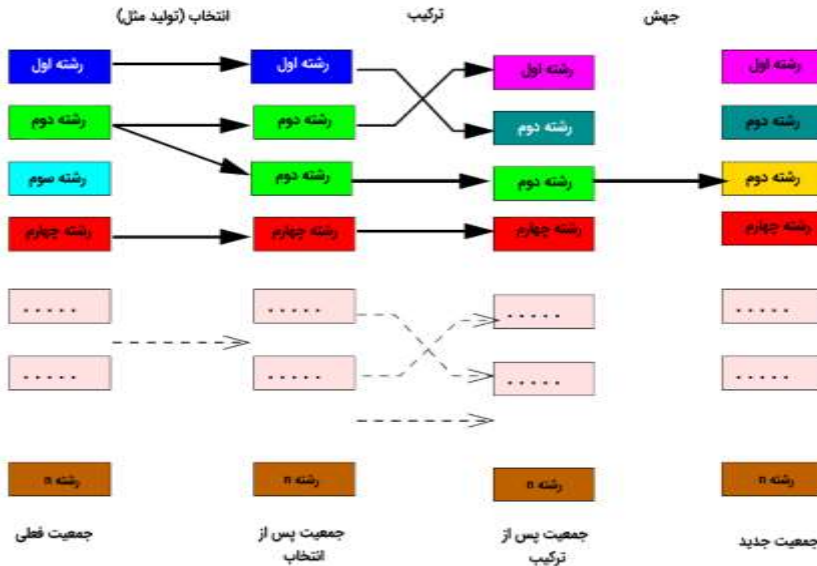 انتخاب (تولید مثل)
ترکیب
جهش
رشته اول
رشته اول
رشته اول
رشته اول
رشته دوم
رشته دوم
رشته دوم
رشته دوم
رشته سوم
رشته دوم
رشته دوم
رشته دوم
رشته چهارم
رشته چهارم
رشته چهارم
رشته چهارم
. . . . .
. . . . .
. . . . .
. . . . .
. . . . .
. . . . .
. . . . .
. . . . .
رشته n
رشته n
رشته n
رشته n
جمعیت فعلی
جمعیت پس از
انتخاب
جمعیت پس از
ترکیب
جمعیت جدید